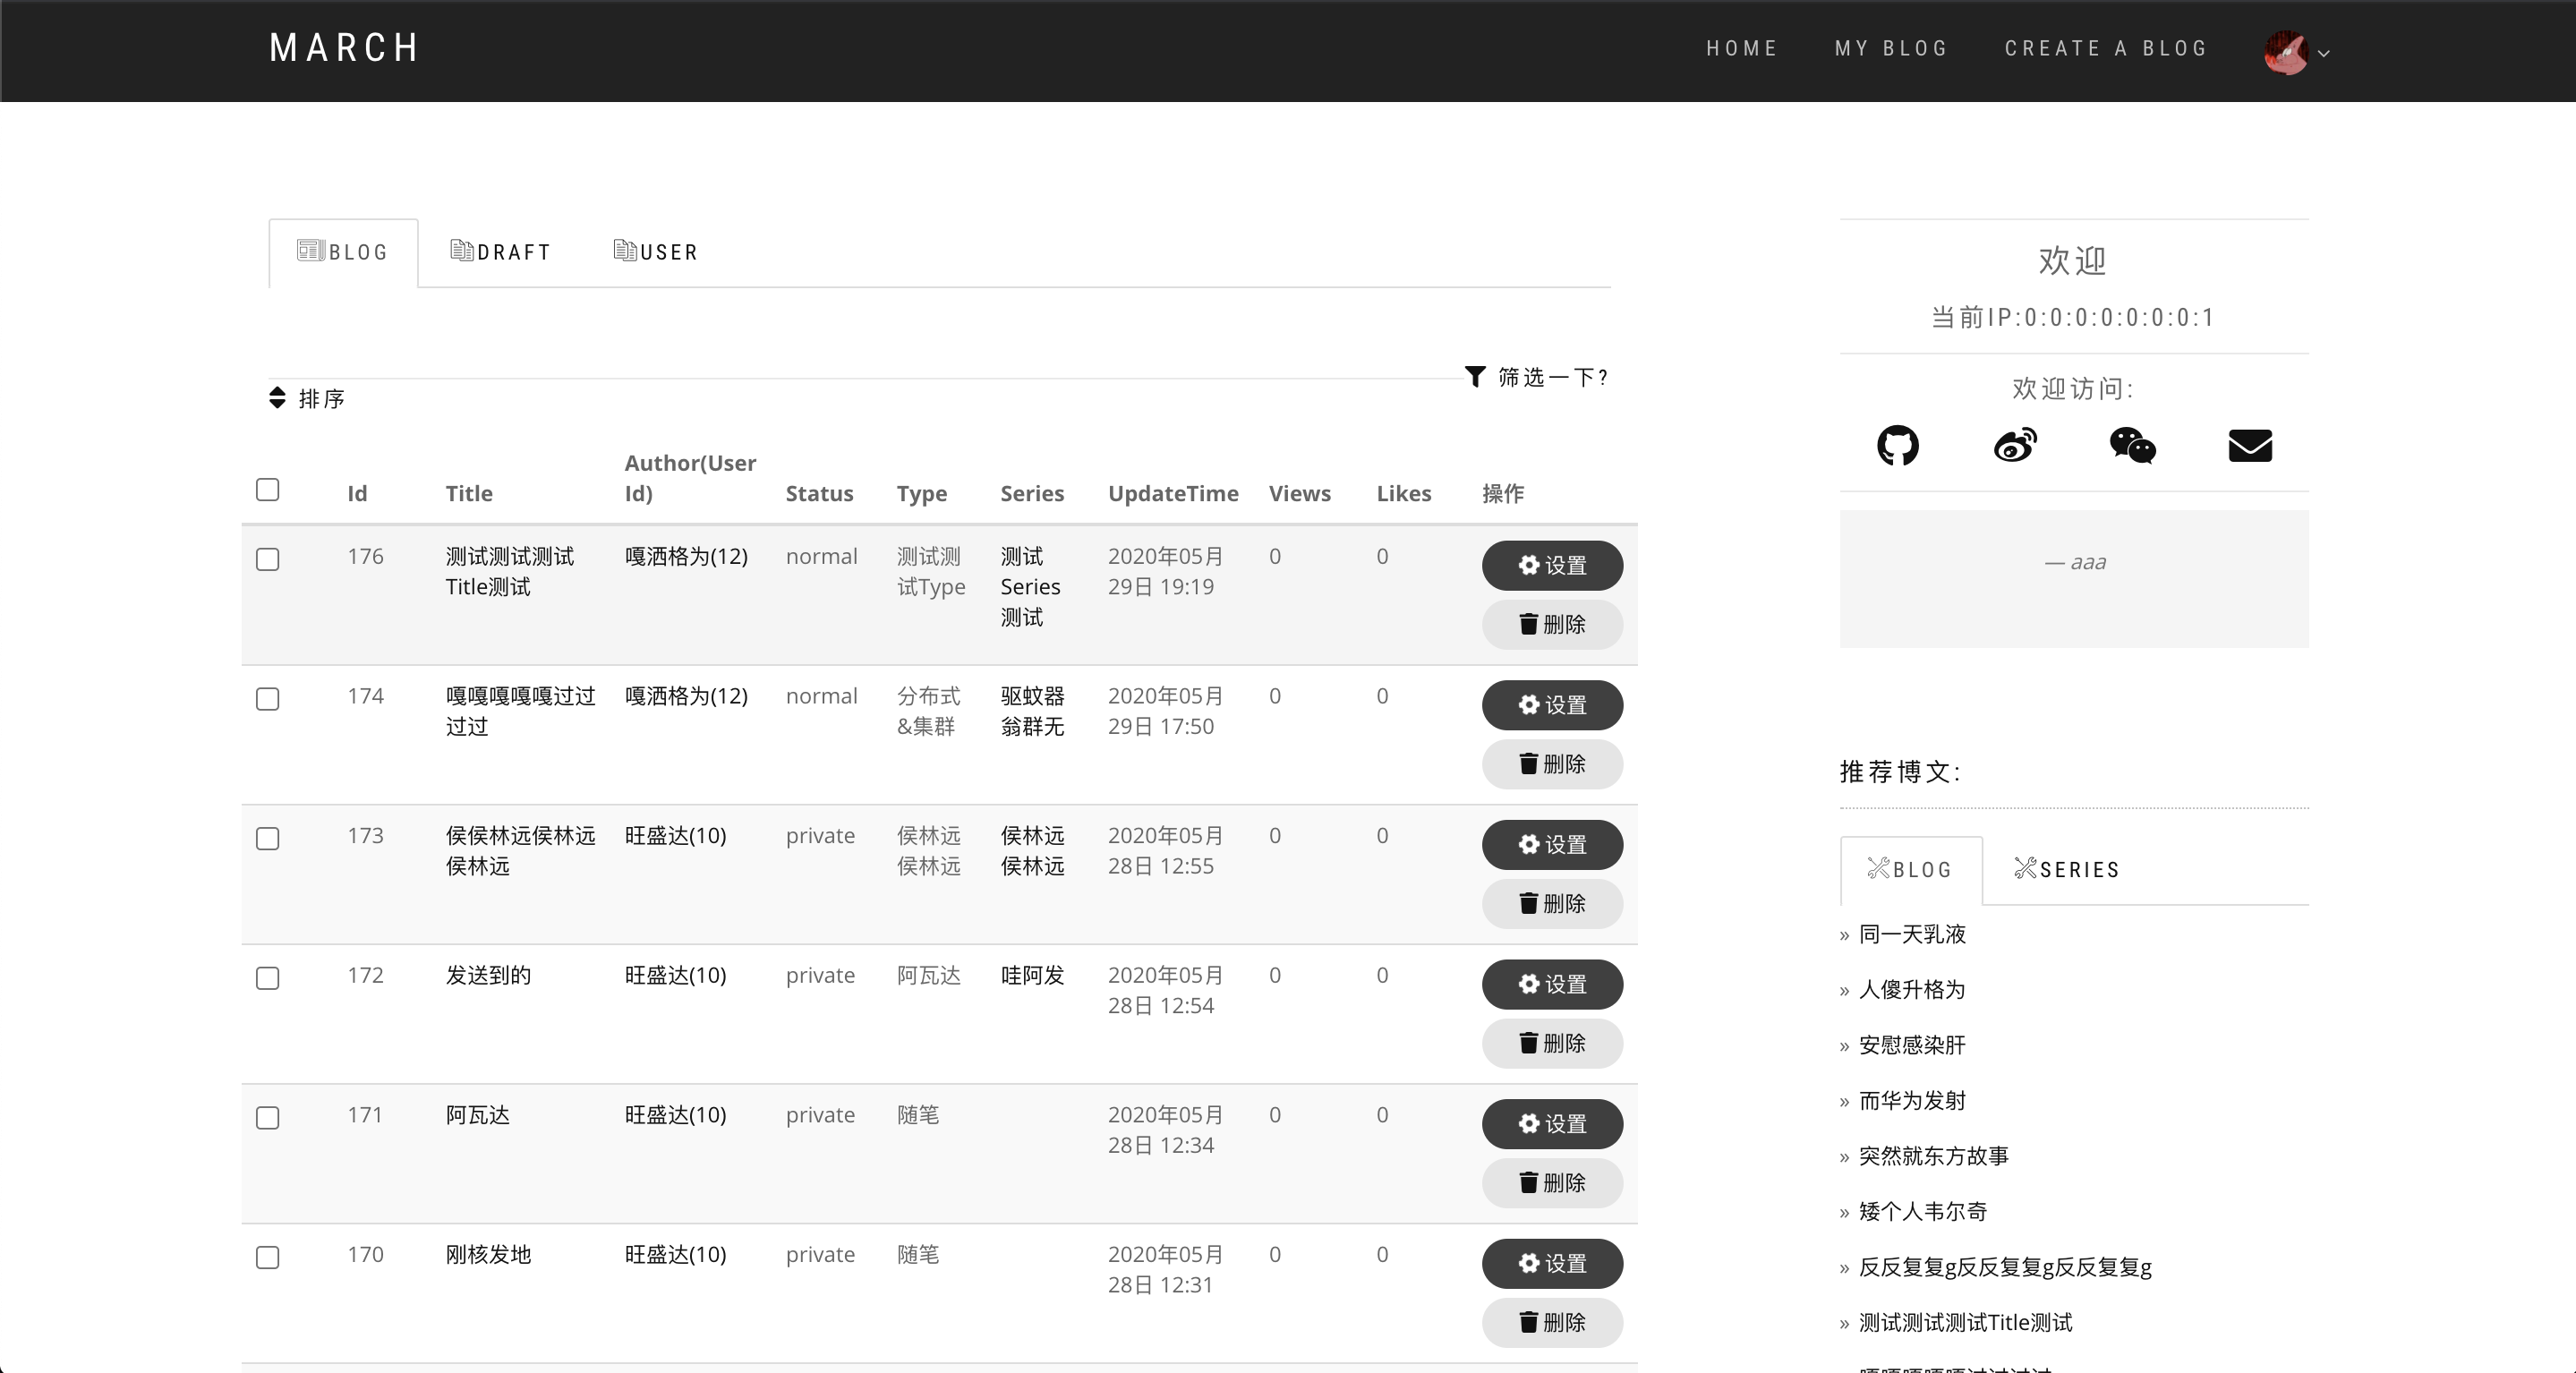 MARCH
HOME
MY BLOG
CREATE A BLOG
BLOG
DRAFT
USER
筛选一下?
排序
Id
Title
Author(User
Id)
Status
Type
Series
UpdateTime
Views
Likes
操作
176
测试测试测试
Title测试
嘎洒格为(12)
normal
测试测
试Type
测试
Series
测试
2020年05月
29日 19:19
0
0
设置
删除
174
嘎嘎嘎嘎嘎过过
过过
嘎洒格为(12)
normal
分布式
&集群
驱蚊器
翁群无
2020年05月
29日 17:50
0
0
设置
删除
173
侯侯林远侯林远
侯林远
旺盛达(10)
private
侯林远
侯林远
侯林远
侯林远
2020年05月
28日 12:55
0
0
设置
删除
172
发送到的
旺盛达(10)
private
阿瓦达
哇阿发
2020年05月
28日 12:54
0
0
设置
删除
171
阿瓦达
旺盛达(10)
private
随笔
2020年05月
28日 12:34
0
0
设置
删除
170
刚核发地
旺盛达(10)
private
随笔
2020年05月
28日 12:31
0
0
设置
删除
欢迎
当前IP:0:0:0:0:0:0:0:1
欢迎访问:
— aaa
推荐博文:
BLOG
SERIES
» 同一天乳液
» 人傻升格为
» 安慰感染肝
» 而华为发射
» 突然就东方故事
» 矮个人韦尔奇
» 反反复复g反反复复g反反复复g
» 测试测试测试Title测试